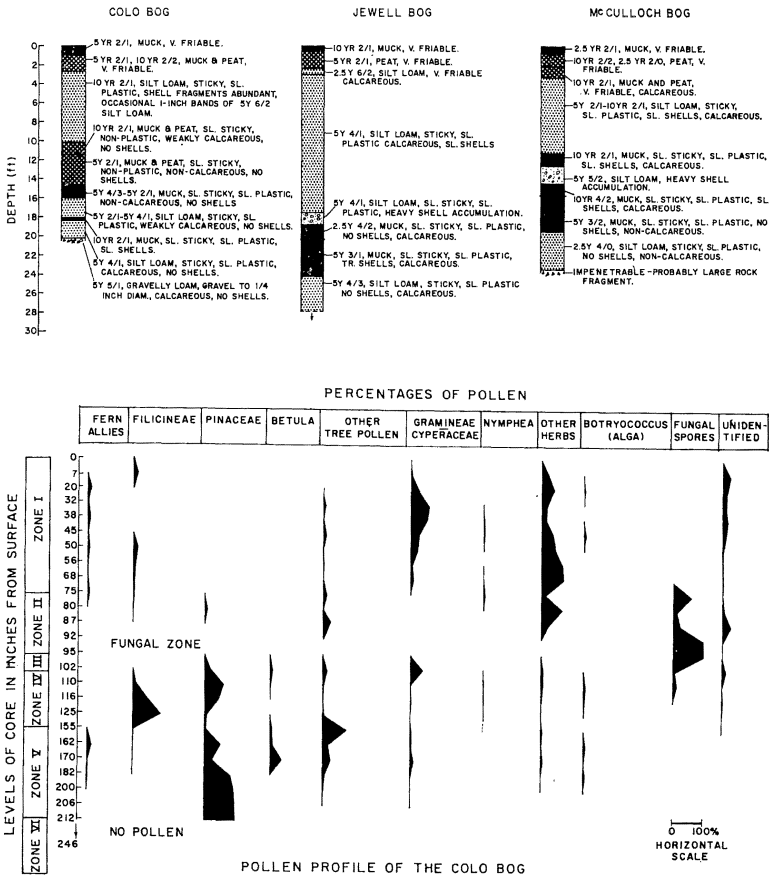 COLO BOG
5YR 2/1, MUCK, V. FRIABLE.
5YR 2/1, 10YR 2/2, MUCK & PEAT,
V. FRIABLE.
10YR 2/1, SILT LOAM, STICKY, SL.
PLASTIC, SHELL FRAGMENTS ABUNDANT,
OCCASIONAL 1-INCH BANDS OF 5Y 6/2
SILT LOAM.
10YR 2/1, MUCK & PEAT, SL. STICKY,
NON-PLASTIC, WEAKLY CALCAREOUS,
NO SHELLS.
5Y 2/1, MUCK & PEAT, SL. STICKY,
NON-PLASTIC, NON-CALCAREOUS, NO
SHELLS.
5Y 4/3-5Y 2/1, MUCK, SL. STICKY, SL. PLASTIC,
NON-CALCAREOUS, NO SHELLS
5Y 2/1-5Y 4/1, SILT LOAM, STICKY, SL.
PLASTIC, WEAKLY CALCAREOUS, NO SHELLS.
10YR 2/1, MUCK, SL. STICKY, SL. PLASTIC,
SL. SHELLS.
5Y 4/1, SILT LOAM, STICKY, SL. PLASTIC,
CALCAREOUS, NO SHELLS.
5Y 5/1, GRAVELLY LOAM, GRAVEL TO 1/4
INCH DIAM., CALCAREOUS, NO SHELLS.
JEWELL BOG
10YR 2/1, MUCK, V. FRIABLE.
5YR 2/1, PEAT, V. FRIABLE.
2.5Y 6/2, SILT LOAM, V. FRIABLE
CALCAREOUS.
5Y 4/1, SILT LOAM, STICKY, SL.
PLASTIC CALCAREOUS, SL. SHELLS
5Y 4/1, SILT LOAM, STICKY, SL.
PLASTIC, HEAVY SHELL ACCUMULATION.
2.5Y 4/2, MUCK, SL. STICKY, SL. PLASTIC,
NO SHELLS, CALCAREOUS.
5Y 3/1, MUCK, SL. STICKY, SL. PLASTIC,
TR. SHELLS, CALCAREOUS.
5Y 4/3, SILT LOAM, STICKY, SL. PLASTIC
NO SHELLS, CALCAREOUS.
McCULLOCH BOG
2.5YR 2/1, MUCK, V. FRIABLE.
10YR 2/2, 2.5YR 2/0, PEAT, V.
FRIABLE.
10YR 2/1, MUCK AND PEAT,
V. FRIABLE, CALCAREOUS.
5Y 2/1-10YR 2/1, SILT LOAM, STICKY,
SL. PLASTIC, SL. SHELLS, CALCAREOUS.
10YR 2/1, MUCK, SL. STICKY, SL. PLASTIC,
SL. SHELLS, CALCAREOUS.
5Y 5/2, SILT LOAM, HEAVY SHELL
ACCUMULATION.
10YR 4/2, MUCK, SL. STICKY, SL. PLASTIC, SL
SHELLS, CALCAREOUS.
5Y 3/2, MUCK, SL. STICKY, SL. PLASTIC, NO
SHELLS, NON-CALCAREOUS.
2.5Y 4/0, SILT LOAM, STICKY, SL. PLASTIC,
NO SHELLS, NON-CALCAREOUS.
IMPENETRABLE-PROBABLY LARGE ROCK
FRAGMENT.
DEPTH (ft)
0
2
4
6
8
10
12
14
16
18
20
22
24
26
28
30
PERCENTAGES OF POLLEN
FERN
ALLIES
FILICINEAE
PINACEAE
BETULA
OTHER
TREE POLLEN
GRAMINEAE
CYPERACEAE
NYMPHEA
OTHER
HERBS
BOTRYOCOCCUS
(ALGA)
FUNGAL
SPORES
UNIDEN-
TIFIED
LEVELS OF CORE IN INCHES FROM SURFACE
ZONE I
ZONE II
III
ZONE IV
ZONE V
ZONE VI
0
7
20
32
38
45
50
56
68
75
80
87
92
95
102
110
116
125
155
162
170
182
200
206
212
246
FUNGAL ZONE
NO POLLEN
0 100%
HORIZONTAL
SCALE
POLLEN PROFILE OF THE COLO BOG